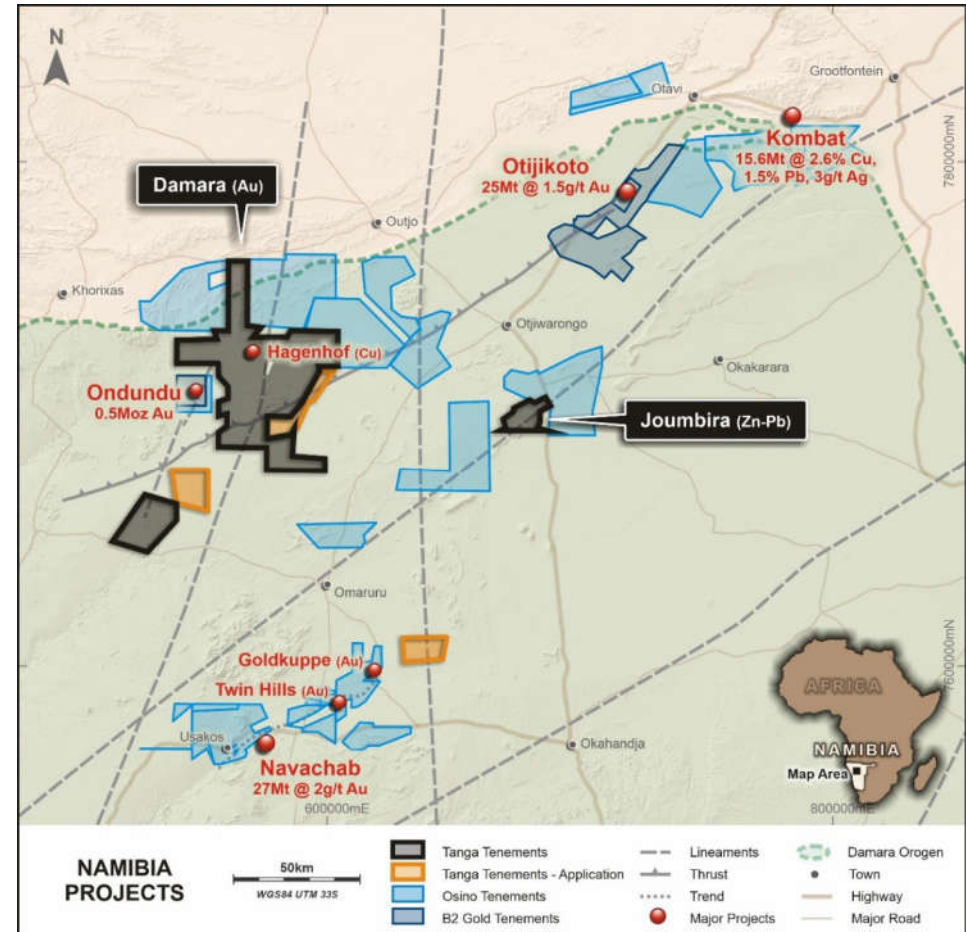 N
Grootfontein
Otavi
Kombat
15.6Mt @ 2.6% Cu,
1.5% Pb, 3g/t Ag
7800000mN
Otijikoto
25Mt @ 1.5g/t Au
Damara (Au)
Outjo
Khorixas
Otjiwarongo
Hagenhof (Cu)
Okakarara
Ondundu
0.5Moz Au
Joumbira (Zn-Pb)
Omaruru
Goldkuppe (Au)
7600000mN
Twin Hills (Au)
AFRICA
Usakos
Okahandja
NAMIBIA
Navachab
27Mt @ 2g/t Au
Map Area
600000mE
800000mE
NAMIBIA
PROJECTS
50km
WGS84 UTM 33S
Tanga Tenements
Tanga Tenements - Application
Osino Tenements
B2 Gold Tenements
Lineaments
Thrust
Trend
Major Projects
Damara Orogen
Town
Highway
Major Road